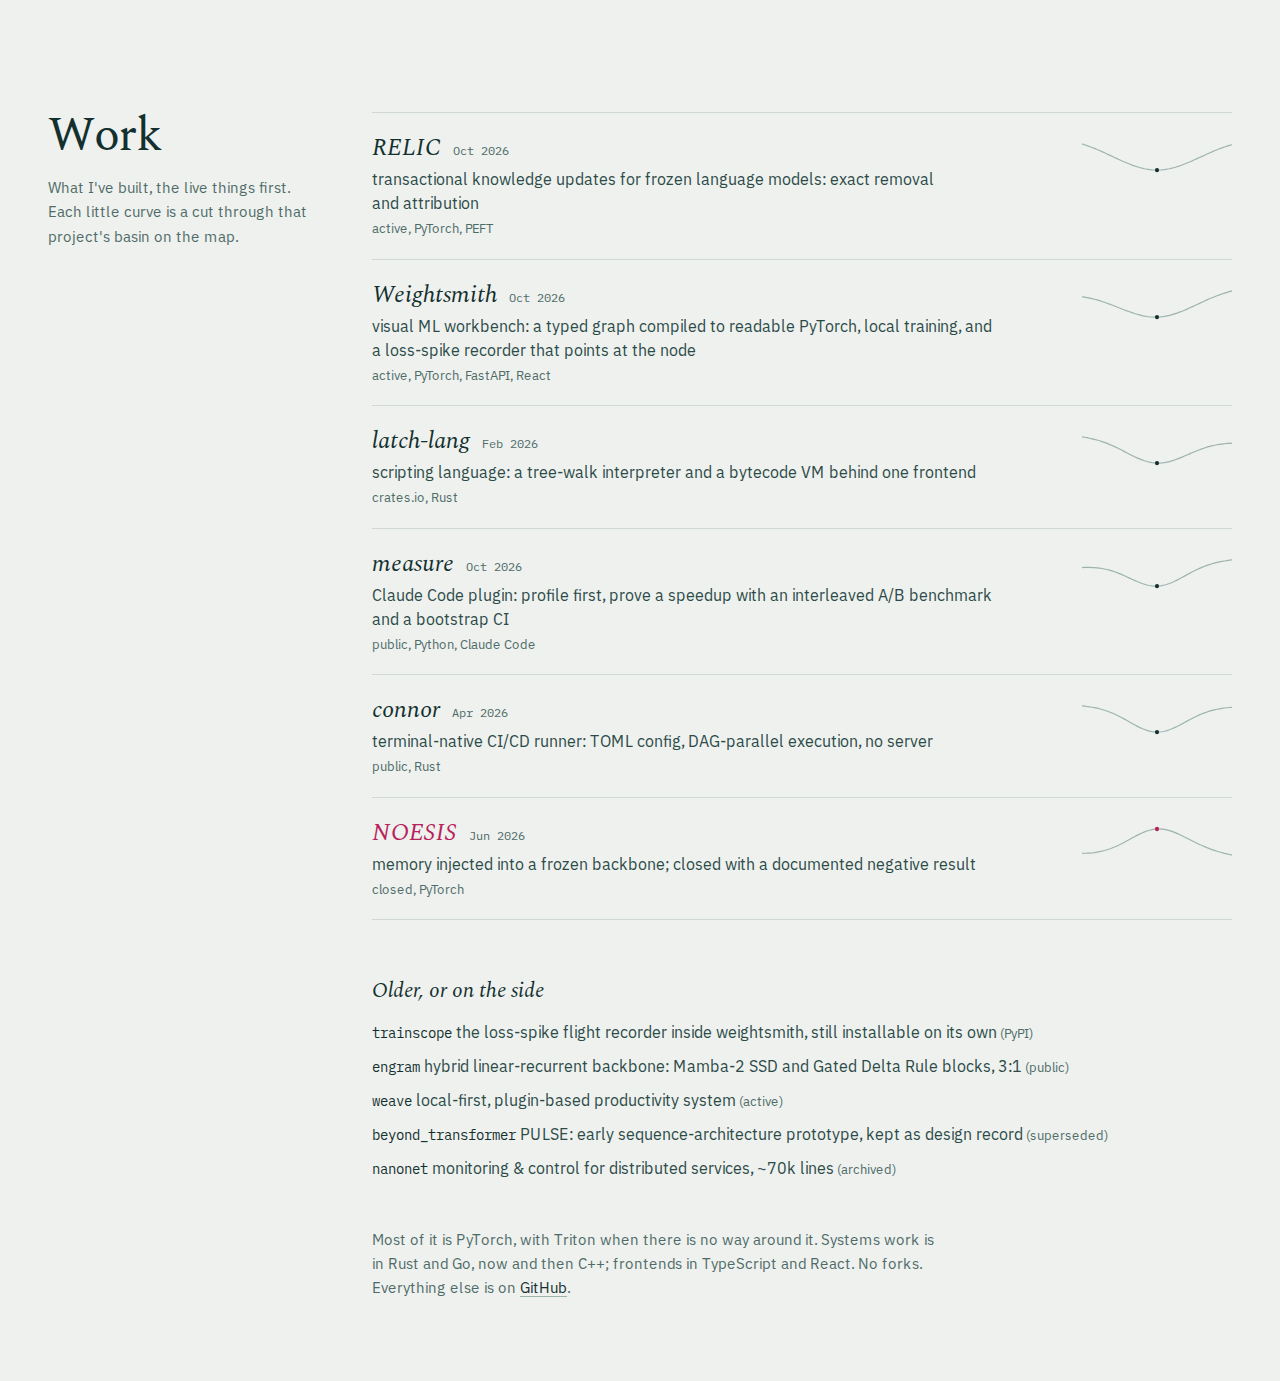 Work
What I've built, the live things first.
Each little curve is a cut through that
project's basin on the map.
RELIC Oct 2026
transactional knowledge updates for frozen language models: exact removal
and attribution
active, PyTorch, PEFT
Weightsmith Oct 2026
visual ML workbench: a typed graph compiled to readable PyTorch, local training, and
a loss-spike recorder that points at the node
active, PyTorch, FastAPI, React
latch-lang Feb 2026
scripting language: a tree-walk interpreter and a bytecode VM behind one frontend
crates.io, Rust
measure Oct 2026
Claude Code plugin: profile first, prove a speedup with an interleaved A/B benchmark
and a bootstrap CI
public, Python, Claude Code
connor Apr 2026
terminal-native CI/CD runner: TOML config, DAG-parallel execution, no server
public, Rust
NOESIS Jun 2026
memory injected into a frozen backbone; closed with a documented negative result
closed, PyTorch
Older, or on the side
trainscope the loss-spike flight recorder inside weightsmith, still installable on its own (PyPI)
engram hybrid linear-recurrent backbone: Mamba-2 SSD and Gated Delta Rule blocks, 3:1 (public)
weave local-first, plugin-based productivity system (active)
beyond_transformer PULSE: early sequence-architecture prototype, kept as design record (superseded)
nanonet monitoring & control for distributed services, ~70k lines (archived)
Most of it is PyTorch, with Triton when there is no way around it. Systems work is
in Rust and Go, now and then C++; frontends in TypeScript and React. No forks.
Everything else is on GitHub.